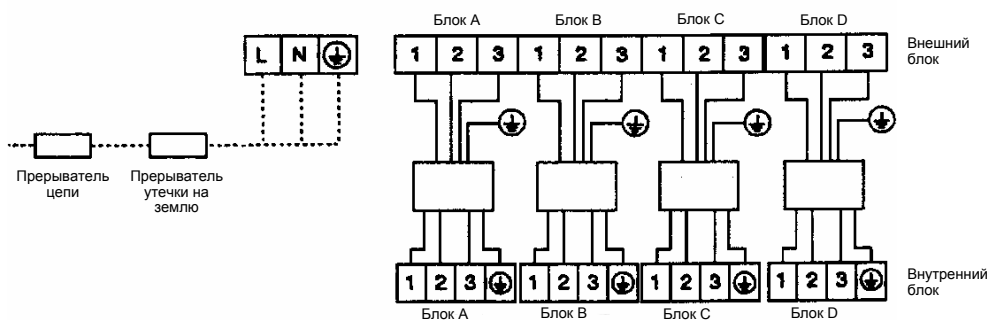 Блок A Блок B Блок C Блок D
L N
1 2 3 1 2 3 1 2 3 1 2 3
Внешний
блок
Прерыватель
цепи
Прерыватель
утечки на
землю
1 2 3 1 2 3 1 2 3 1 2 3
Внутренний
блок
Блок A Блок B Блок C Блок D